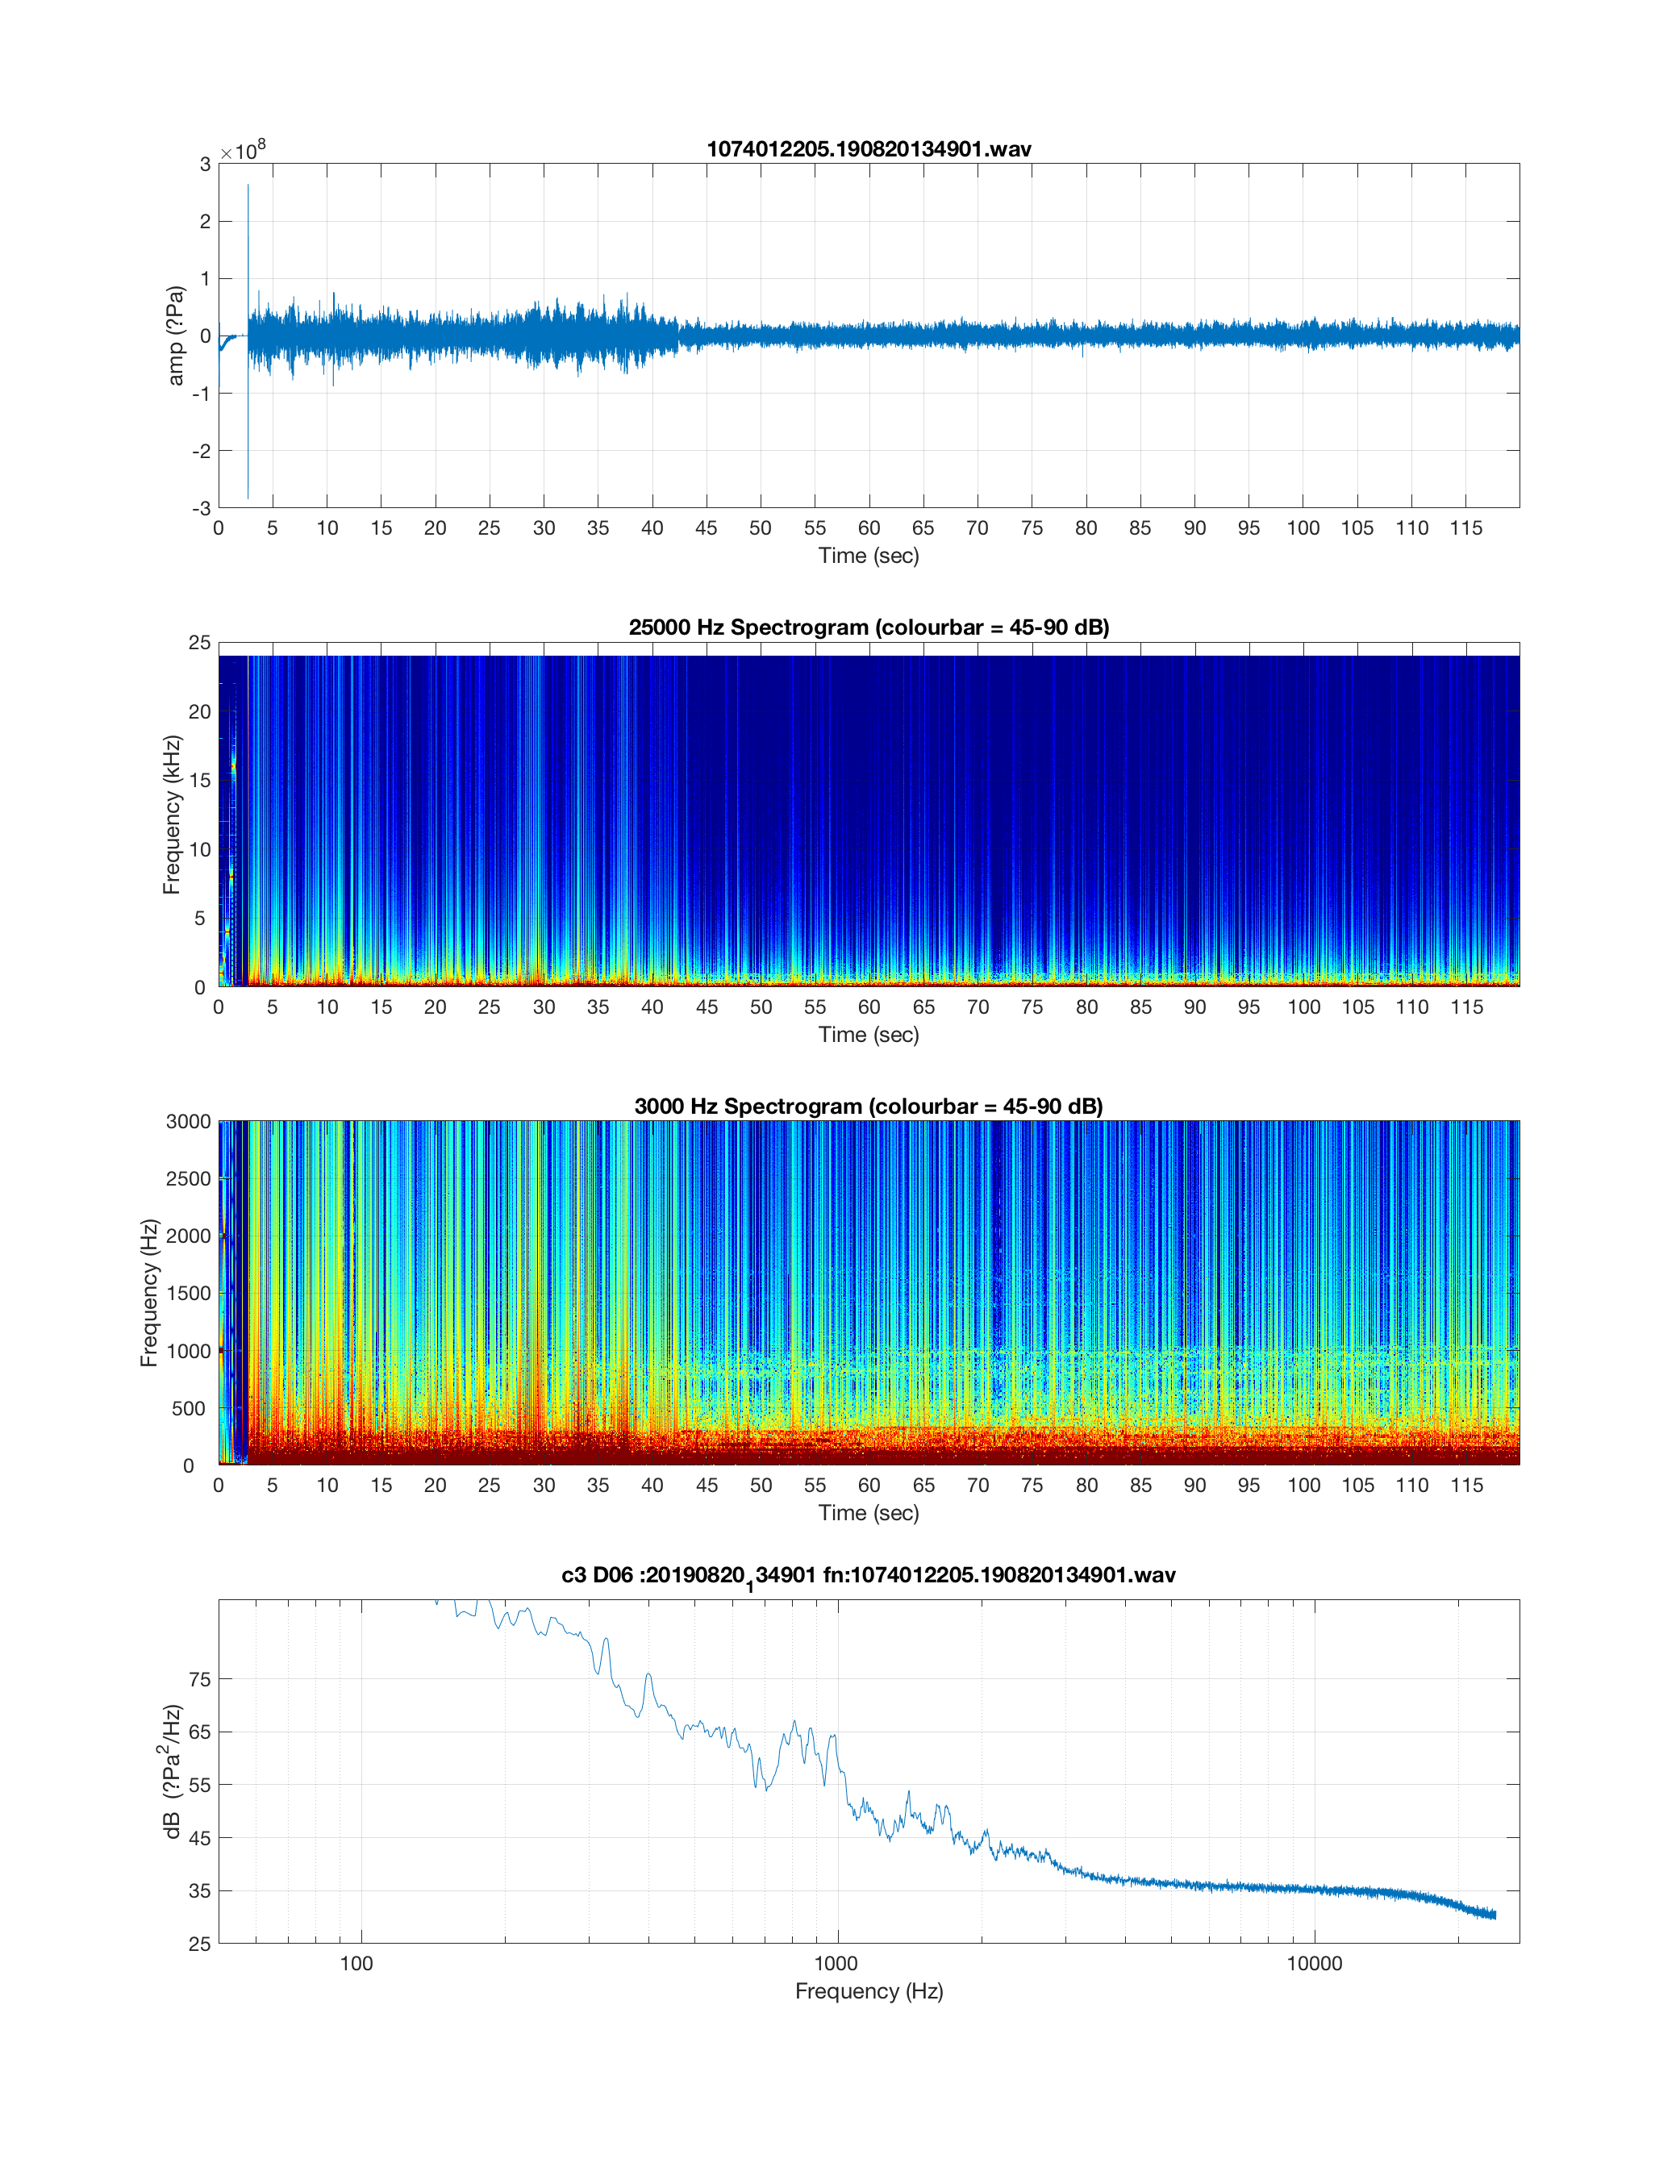 1074012205.190820134901.wav
×10⁸
3
2
1
0
-1
-2
-3
amp (?Pa)
0 5 10 15 20 25 30 35 40 45 50 55 60 65 70 75 80 85 90 95 100 105 110 115
Time (sec)
25000 Hz Spectrogram (colourbar = 45-90 dB)
25
20
15
10
5
0
Frequency (kHz)
0 5 10 15 20 25 30 35 40 45 50 55 60 65 70 75 80 85 90 95 100 105 110 115
Time (sec)
3000 Hz Spectrogram (colourbar = 45-90 dB)
3000
2500
2000
1500
1000
500
0
Frequency (Hz)
0 5 10 15 20 25 30 35 40 45 50 55 60 65 70 75 80 85 90 95 100 105 110 115
Time (sec)
c3 D06 :20190820₁34901 fn:1074012205.190820134901.wav
75
65
55
45
35
25
dB (?Pa²/Hz)
100 1000 10000
Frequency (Hz)